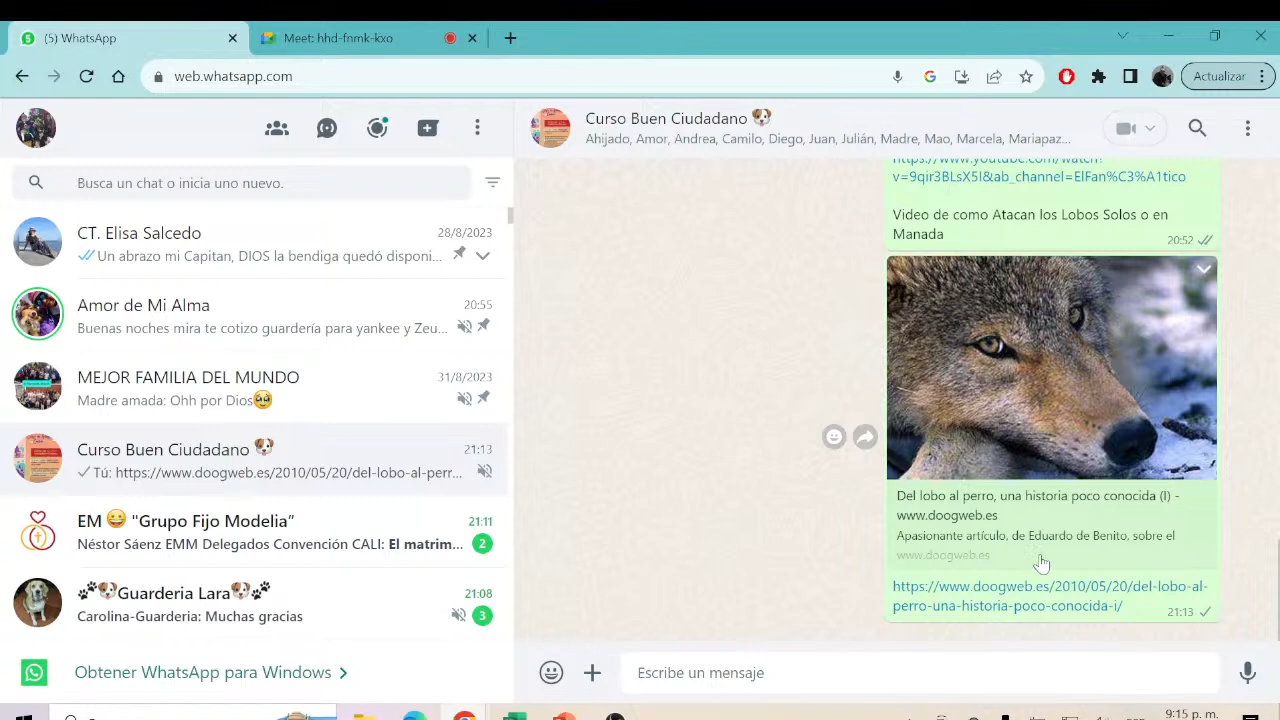 (5) WhatsApp
Meet: hhd-fnmk-kxo
web.whatsapp.com
Actualizar
Busca un chat o inicia uno nuevo.
CT. Elisa Salcedo
28/8/2023
Un abrazo mi Capitan, DIOS la bendiga quedó disponi...
Amor de Mi Alma
20:55
Buenas noches mira te cotizo guardería para yankee y Zeu...
MEJOR FAMILIA DEL MUNDO
31/8/2023
Madre amada: Ohh por Dios🥹
Curso Buen Ciudadano 🐶
21:13
Tú: https://www.doogweb.es/2010/05/20/del-lobo-al-perr...
EM 😀 "Grupo Fijo Modelia”
21:11
Néstor Sáenz EMM Delegados Convención CALI: El matrim...
2
🐾🐶Guarderia Lara🐶🐾
21:08
Carolina-Guarderia: Muchas gracias
3
Obtener WhatsApp para Windows
Curso Buen Ciudadano 🐶
Ahijado, Amor, Andrea, Camilo, Diego, Juan, Julián, Madre, Mao, Marcela, Mariapaz...
https://www.youtube.com/watch?
v=9qir3BLsX5I&ab_channel=ElFan%C3%A1tico
Video de como Atacan los Lobos Solos o en
Manada
20:52
Del lobo al perro, una historia poco conocida (I) -
www.doogweb.es
Apasionante artículo, de Eduardo de Benito, sobre el
www.doogweb.es
https://www.doogweb.es/2010/05/20/del-lobo-al-
perro-una-historia-poco-conocida-i/
21:13
Escribe un mensaje
9:15 p. m.